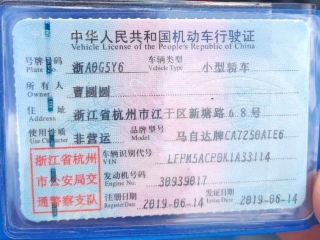 中华人民共和国机动车行驶证
Vehicle License of the People's Republic of China
号牌号码 浙A0G5Y6 车辆类型 小型轿车
Plate No. Vehicle Type
所有人 曹圆圆
Owner
住址 浙江省杭州市江干区新塘路68号
使用性质 非营运 品牌型号 马自达牌CA7250ATE6
Use Character Model
浙江省杭州
市公安局交
通警察支队
车辆识别代号 LFPM5ACP0K1A33114
VIN
发动机号码 30939017
Engine No.
注册日期 2019-06-14 发证日期 2019-06-14
Register Date Issue Date